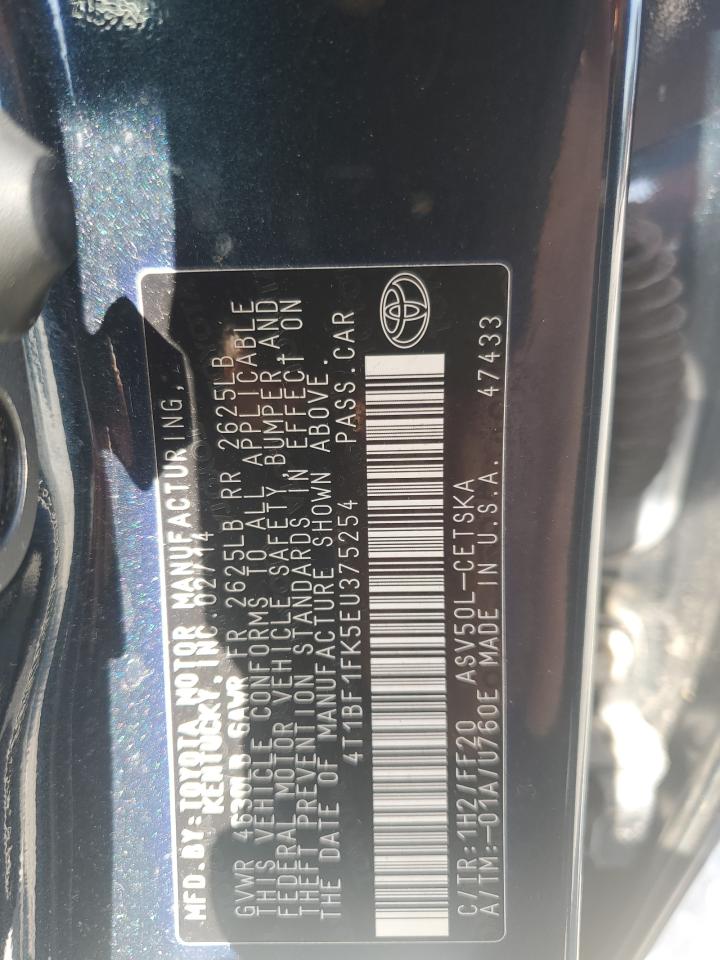 MFD.BY:TOYOTA MOTOR MANUFACTURING,
KENTUCKY,INC. 02/14
GVWR 4630LB GAWR FR 2625LB RR 2625LB
THIS VEHICLE CONFORMS TO ALL APPLICABLE
FEDERAL MOTOR VEHICLE SAFETY, BUMPER, AND
THEFT PREVENTION STANDARDS IN EFFECT ON
THE DATE OF MANUFACTURE SHOWN ABOVE.
4T1BF1FK5EU375254 PASS.CAR
C/TR:1H2/FF20 ASV50L-CETSKA
A/TM:-01A/U760E MADE IN U.S.A. 47433